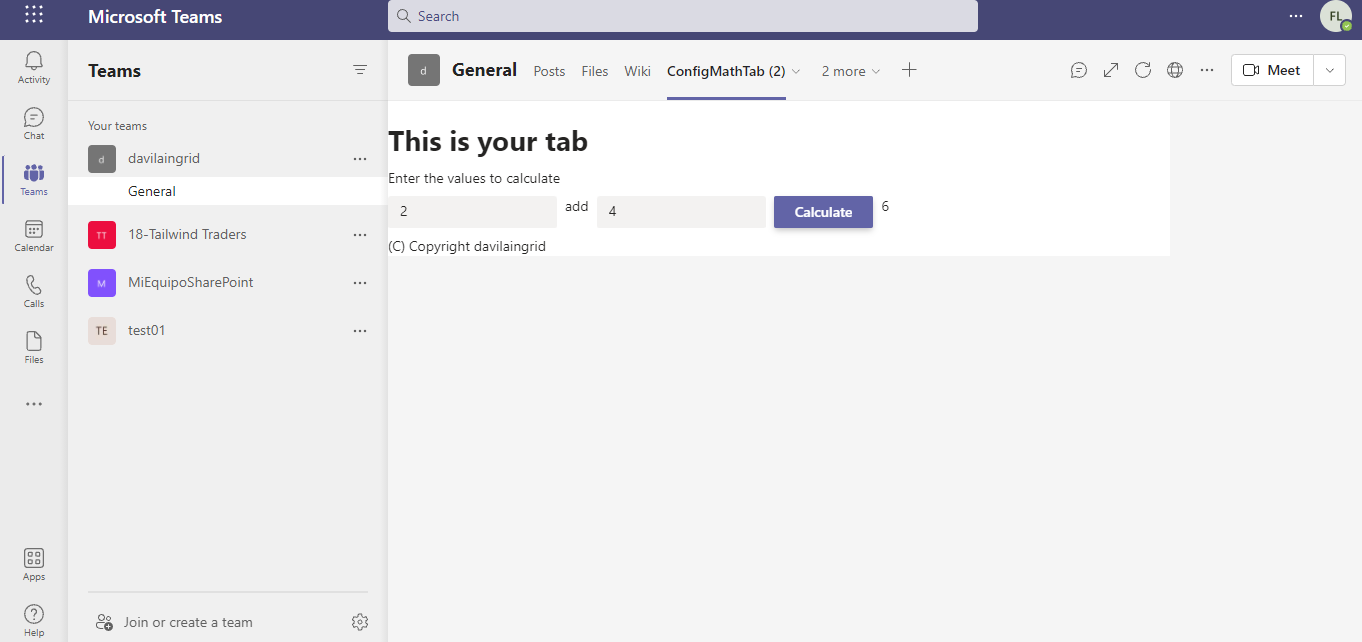 Microsoft Teams
Search
FL
Activity
Chat
Teams
Calendar
Calls
Files
Apps
Help
Teams
Your teams
d davilaingrid
General
TT 18-Tailwind Traders
M MiEquipoSharePoint
TE test01
Join or create a team
d General Posts Files Wiki ConfigMathTab (2) 2 more Meet
This is your tab
Enter the values to calculate
2 add 4 Calculate 6
(C) Copyright davilaingrid